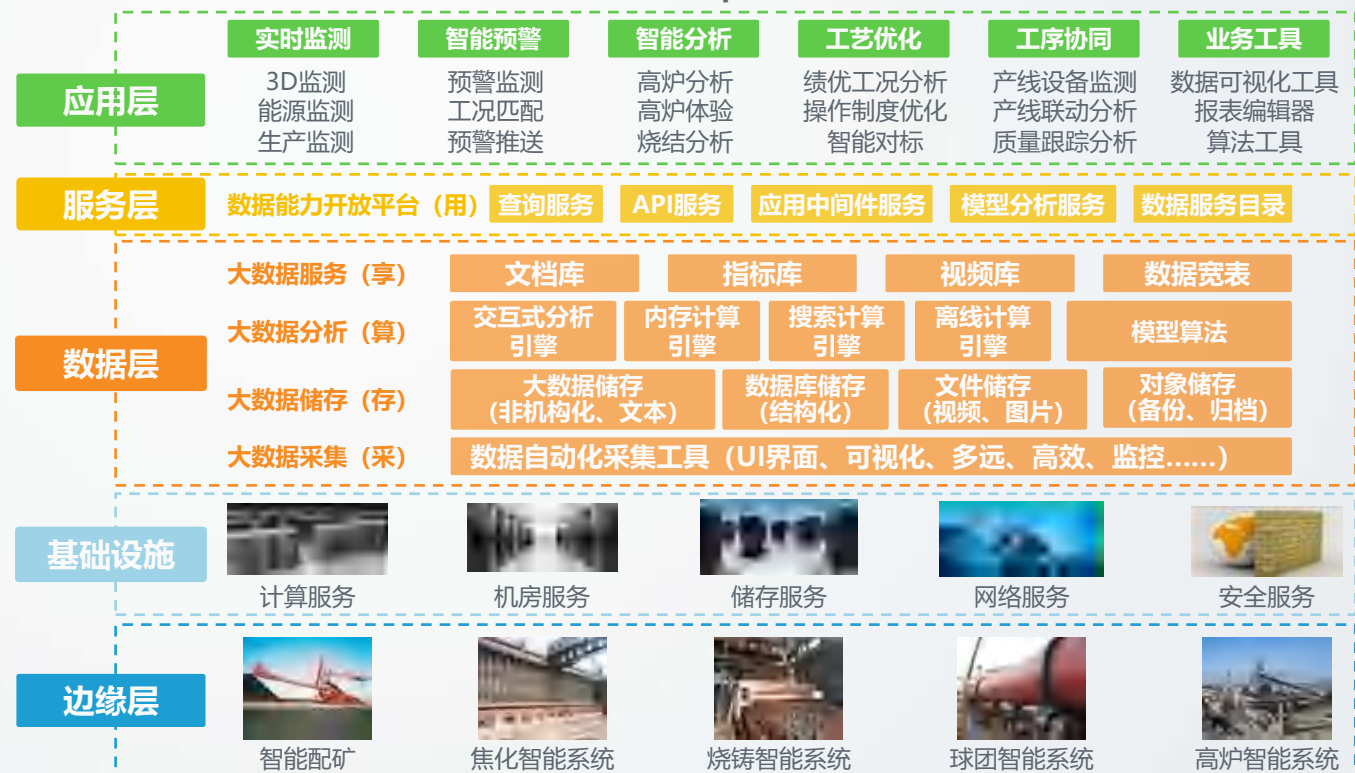 实时监测 智能预警 智能分析 工艺优化 工序协同 业务工具
应用层
3D监测 预警监测 高炉分析 绩优工况分析 产线设备监测 数据可视化工具
能源监测 工况匹配 高炉体验 操作制度优化 产线联动分析 报表编辑器
生产监测 预警推送 烧结分析 智能对标 质量跟踪分析 算法工具
服务层
数据能力开放平台（用） 查询服务 API服务 应用中间件服务 模型分析服务 数据服务目录
数据层
大数据服务（享） 文档库 指标库 视频库 数据宽表
大数据分析（算）
交互式分析 内存计算 搜索计算 离线计算 模型算法
引擎 引擎 引擎 引擎
大数据储存（存）
大数据储存 数据库储存 文件储存 对象储存
（非机构化、文本） （结构化） （视频、图片） （备份、归档）
大数据采集（采） 数据自动化采集工具（UI界面、可视化、多远、高效、监控......）
基础设施
计算服务 机房服务 储存服务 网络服务 安全服务
边缘层
智能配矿 焦化智能系统 烧铸智能系统 球团智能系统 高炉智能系统